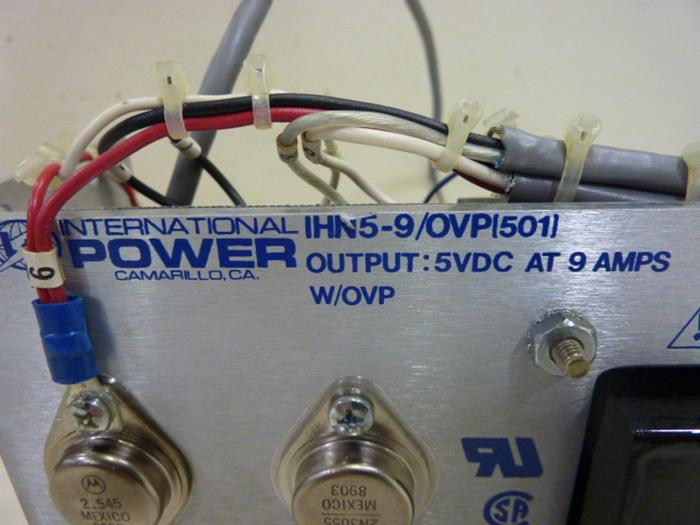 INTERNATIONAL
POWER
CAMARILLO, CA.
IHN5-9/OVP(501)
OUTPUT: 5VDC AT 9 AMPS
W/OVP
9
2.545
MEXICO
2N3055
MEXICO
8903